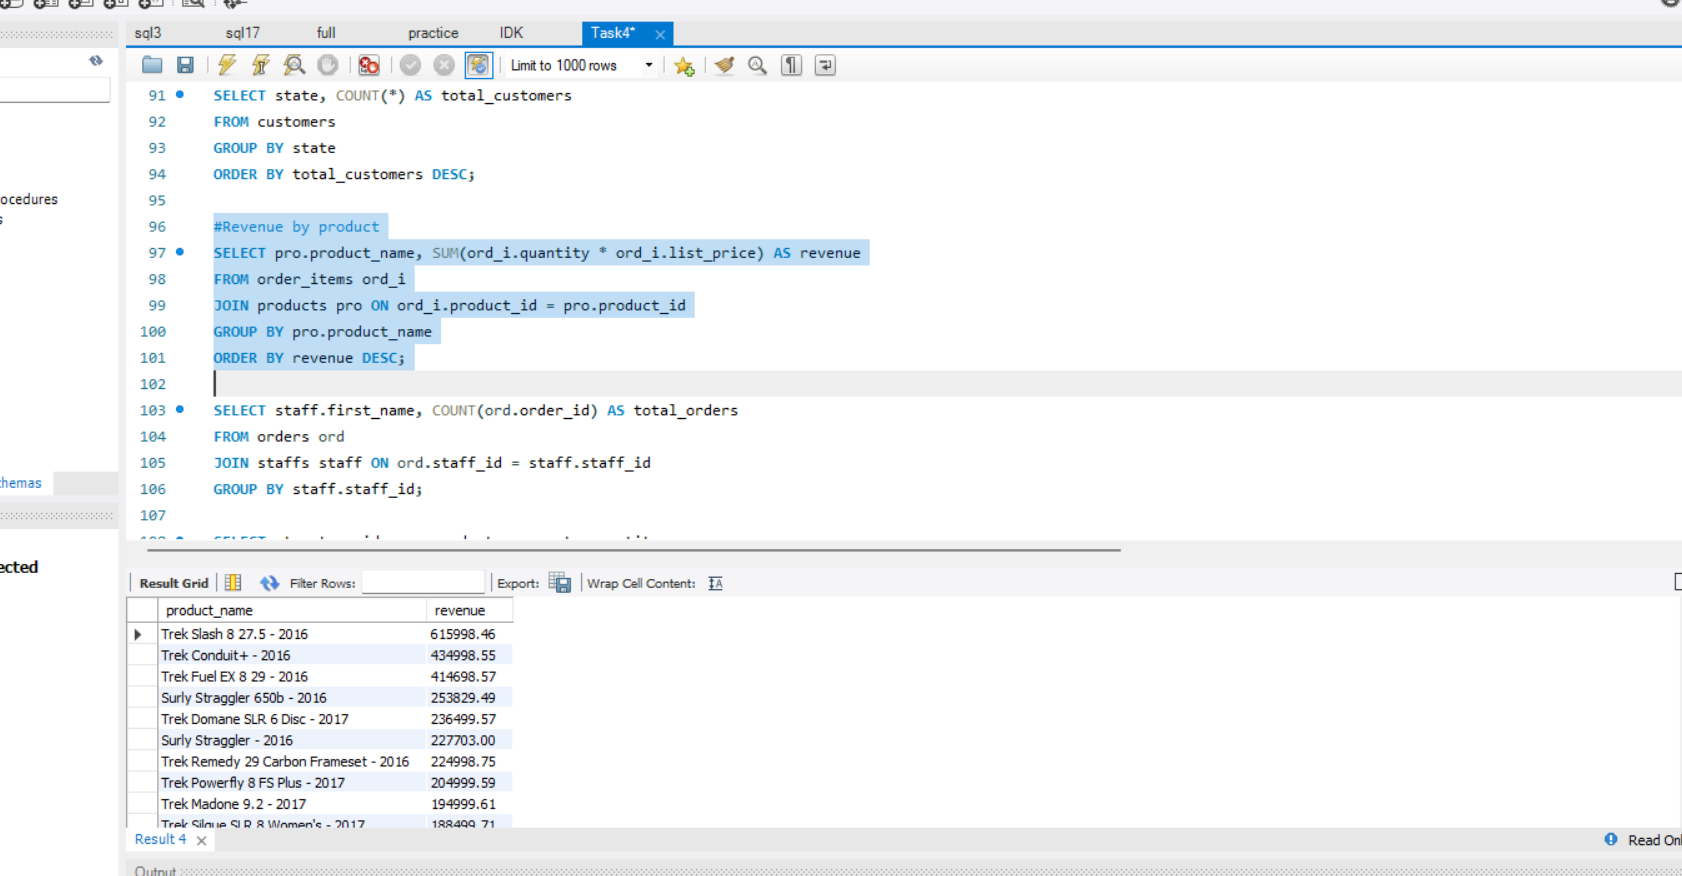 sql3 sql17 full practice IDK Task4* ×
Limit to 1000 rows
91 SELECT state, COUNT(*) AS total_customers
92 FROM customers
93 GROUP BY state
94 ORDER BY total_customers DESC;
95
96 #Revenue by product
97 SELECT pro.product_name, SUM(ord_i.quantity * ord_i.list_price) AS revenue
98 FROM order_items ord_i
99 JOIN products pro ON ord_i.product_id = pro.product_id
100 GROUP BY pro.product_name
101 ORDER BY revenue DESC;
102
103 SELECT staff.first_name, COUNT(ord.order_id) AS total_orders
104 FROM orders ord
105 JOIN staffs staff ON ord.staff_id = staff.staff_id
106 GROUP BY staff.staff_id;
107
ocedures
s
hemas
ected
Result Grid Filter Rows: Export: Wrap Cell Content:
product_name revenue
Trek Slash 8 27.5 - 2016 615998.46
Trek Conduit+ - 2016 434998.55
Trek Fuel EX 8 29 - 2016 414698.57
Surly Straggler 650b - 2016 253829.49
Trek Domane SLR 6 Disc - 2017 236499.57
Surly Straggler - 2016 227703.00
Trek Remedy 29 Carbon Frameset - 2016 224998.75
Trek Powerfly 8 FS Plus - 2017 204999.59
Trek Madone 9.2 - 2017 194999.61
Trek Silque SLR 8 Women's - 2017 188499.71
Result 4 ×
Read Onl
Output